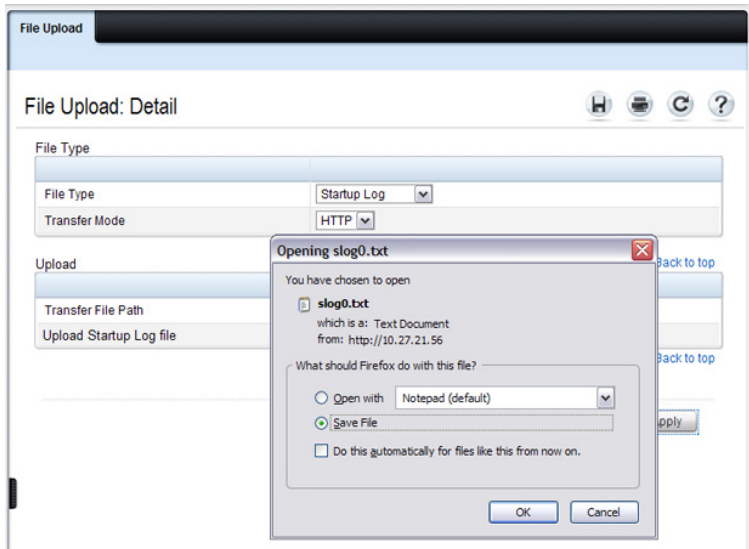 File Upload
File Upload: Detail
File Type
File Type Startup Log
Transfer Mode HTTP
Opening slog0.txt
Upload
Back to top
You have chosen to open
slog0.txt
Transfer File Path
which is a: Text Document
Upload Startup Log file
from: http://10.27.21.56
Back to top
What should Firefox do with this file?
Open with Notepad (default)
Save File
pply
Do this automatically for files like this from now on.
OK Cancel